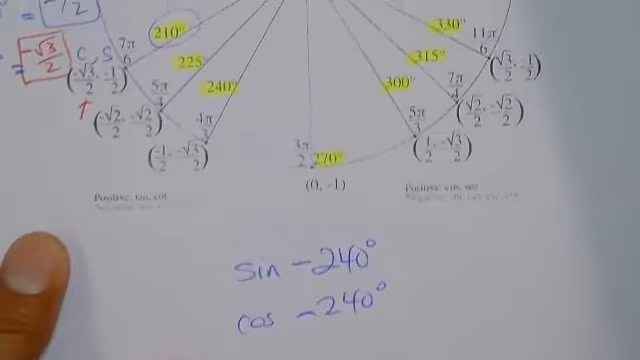 -1/2
=
330°
210°
11π/6
-√3/2
=
C, S
7π/6
(√3/2, -1/2)
225
315°
(-√3/2, -1/2)
240°
300°
7π/4
5π/4
(√2/2, -√2/2)
(-√2/2, -√2/2)
4π/3
5π/3
(-1/2, -√3/2)
3π/2
270°
(1/2, -√3/2)
(0, -1)
Positive: tan, cot
Positive: cos, sec
sin -240°
cos -240°